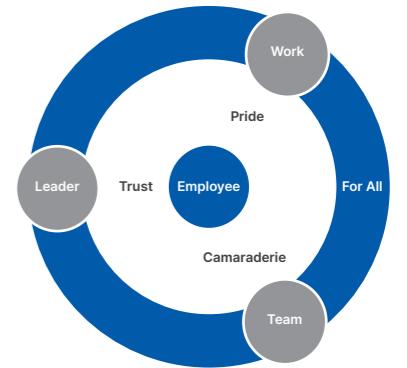 Work
Pride
Leader
Trust
Employee
For All
Camaraderie
Team